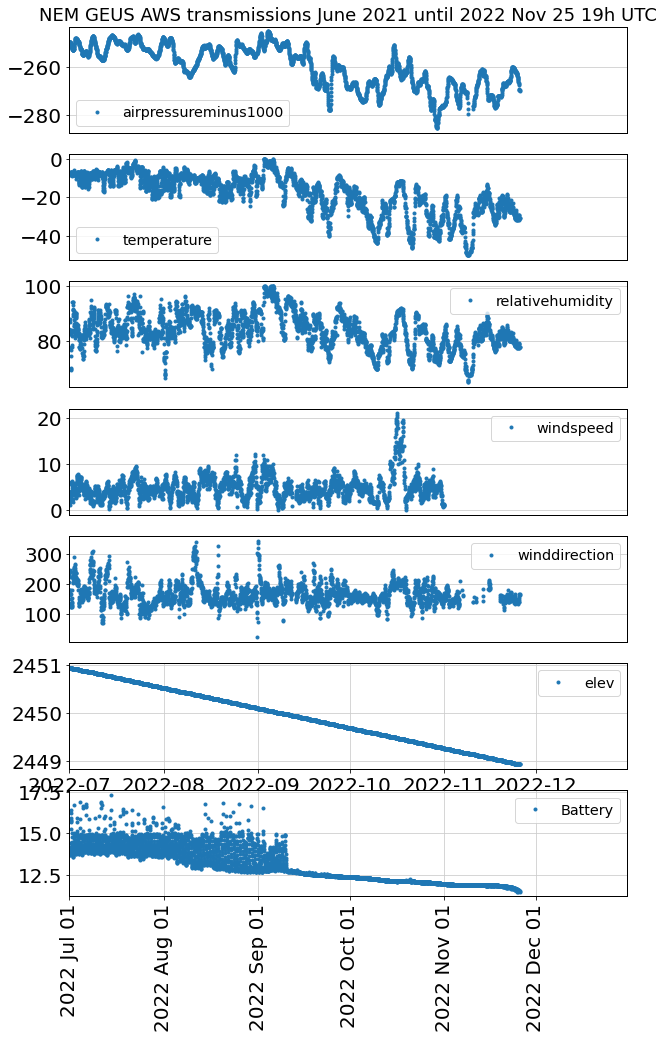 NEM GEUS AWS transmissions June 2021 until 2022 Nov 25 19h UTC
−260
−280
airpressureminus1000
0
−20
−40
temperature
100
80
relativehumidity
20
10
0
windspeed
300
200
100
winddirection
2451
2450
2449
elev
2022-07 2022-08 2022-09 2022-10 2022-11 2022-12
17.5
15.0
12.5
Battery
2022 Jul 01
2022 Aug 01
2022 Sep 01
2022 Oct 01
2022 Nov 01
2022 Dec 01